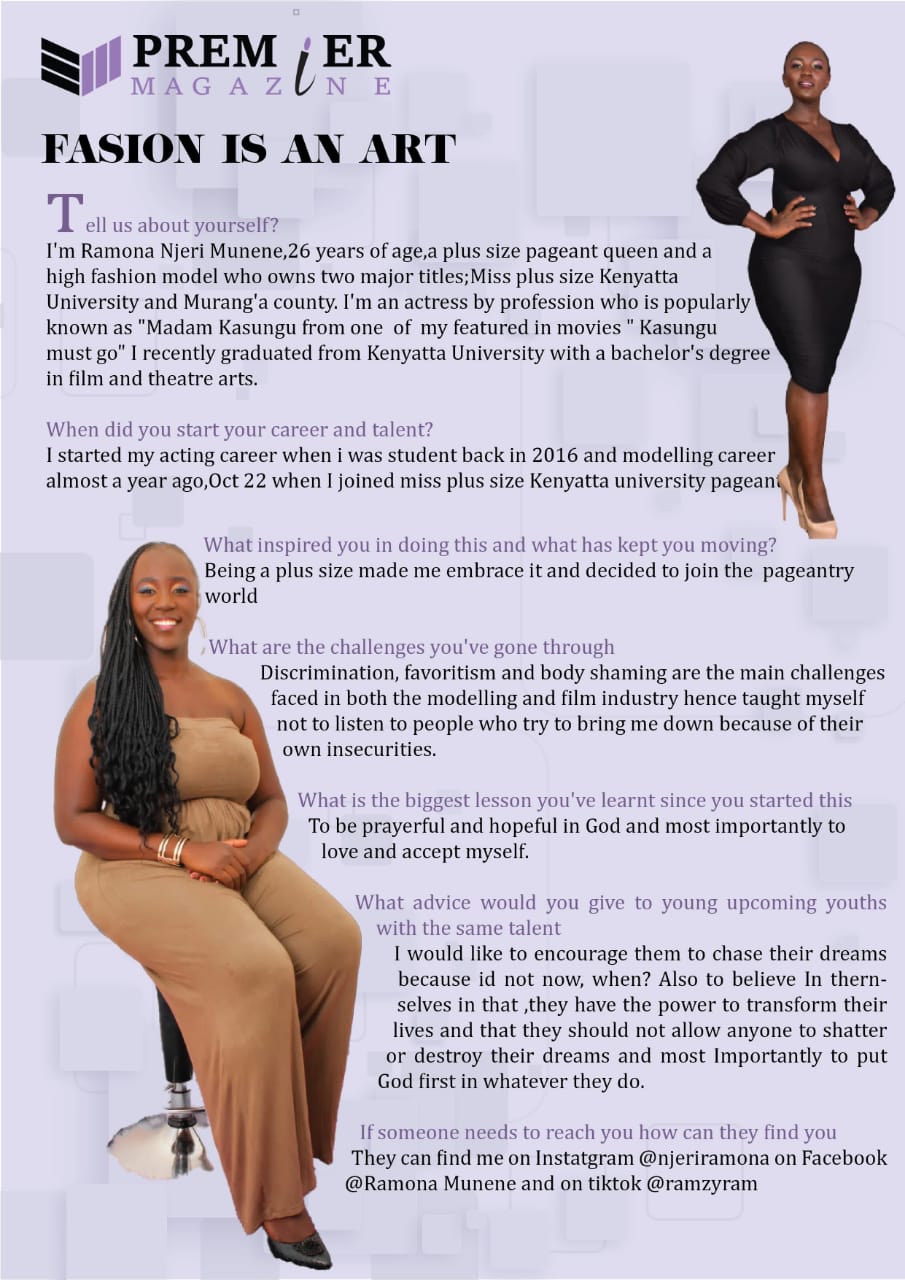 PREMiER
MAGAZiNE
FASION IS AN ART
Tell us about yourself?
I'm Ramona Njeri Munene,26 years of age,a plus size pageant queen and a
high fashion model who owns two major titles;Miss plus size Kenyatta
University and Murang'a county. I'm an actress by profession who is popularly
known as "Madam Kasungu from one of my featured in movies " Kasungu
must go" I recently graduated from Kenyatta University with a bachelor's degree
in film and theatre arts.
When did you start your career and talent?
I started my acting career when i was student back in 2016 and modelling career
almost a year ago,Oct 22 when I joined miss plus size Kenyatta university pageant
What inspired you in doing this and what has kept you moving?
Being a plus size made me embrace it and decided to join the pageantry
world
What are the challenges you've gone through
Discrimination, favoritism and body shaming are the main challenges
faced in both the modelling and film industry hence taught myself
not to listen to people who try to bring me down because of their
own insecurities.
What is the biggest lesson you've learnt since you started this
To be prayerful and hopeful in God and most importantly to
love and accept myself.
What advice would you give to young upcoming youths
with the same talent
I would like to encourage them to chase their dreams
because id not now, when? Also to believe In thern-
selves in that ,they have the power to transform their
lives and that they should not allow anyone to shatter
or destroy their dreams and most Importantly to put
God first in whatever they do.
If someone needs to reach you how can they find you
They can find me on Instatgram @njeriramona on Facebook
@Ramona Munene and on tiktok @ramzyram